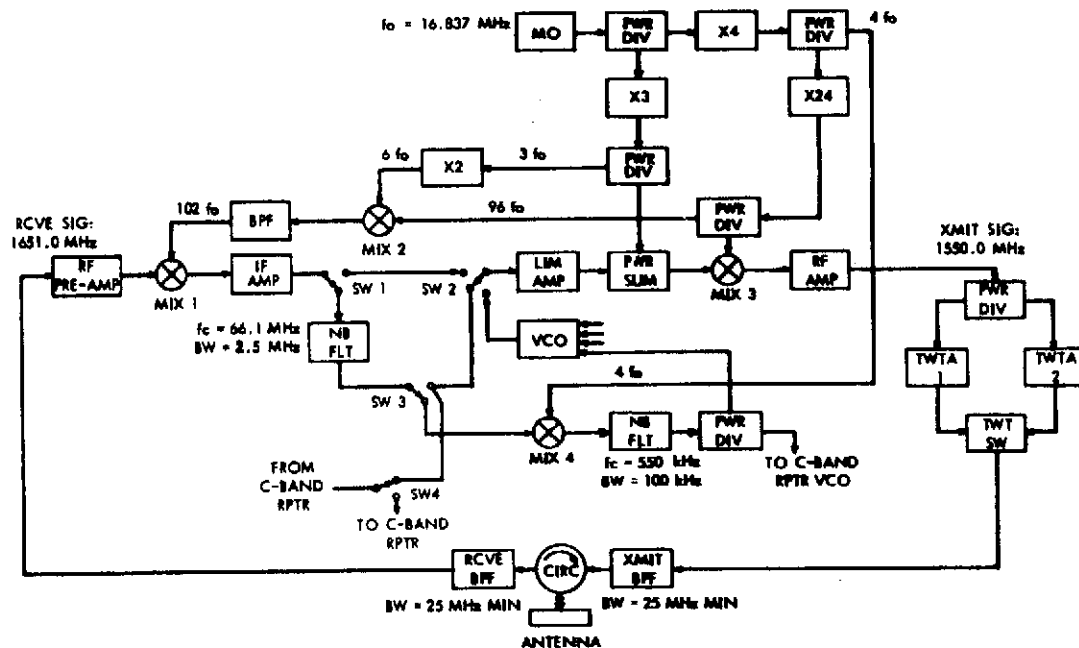 fo = 16.837 MHz
MO
PWR
DIV
X4
PWR
DIV
4 fo
X3
X24
6 fo
X2
3 fo
PWR
DIV
RCVE SIG:
1651.0 MHz
102 fo
BPF
MIX 2
96 fo
PWR
DIV
XMIT SIG:
1550.0 MHz
RF
PRE-AMP
MIX 1
IF
AMP
SW 1
SW 2
LIM
AMP
PWR
SUM
MIX 3
RF
AMP
PWR
DIV
fc = 66.1 MHz
BW = 2.5 MHz
NB
FLT
VCO
TWTA
1
TWTA
2
SW 3
4 fo
MIX 4
NB
FLT
PWR
DIV
TWT
SW
fc = 550 kHz
BW = 100 kHz
TO C-BAND
RPTR VCO
FROM
C-BAND
RPTR
SW4
TO C-BAND
RPTR
RCVE
BPF
CIRC
XMIT
BPF
BW = 25 MHz MIN
BW = 25 MHz MIN
ANTENNA